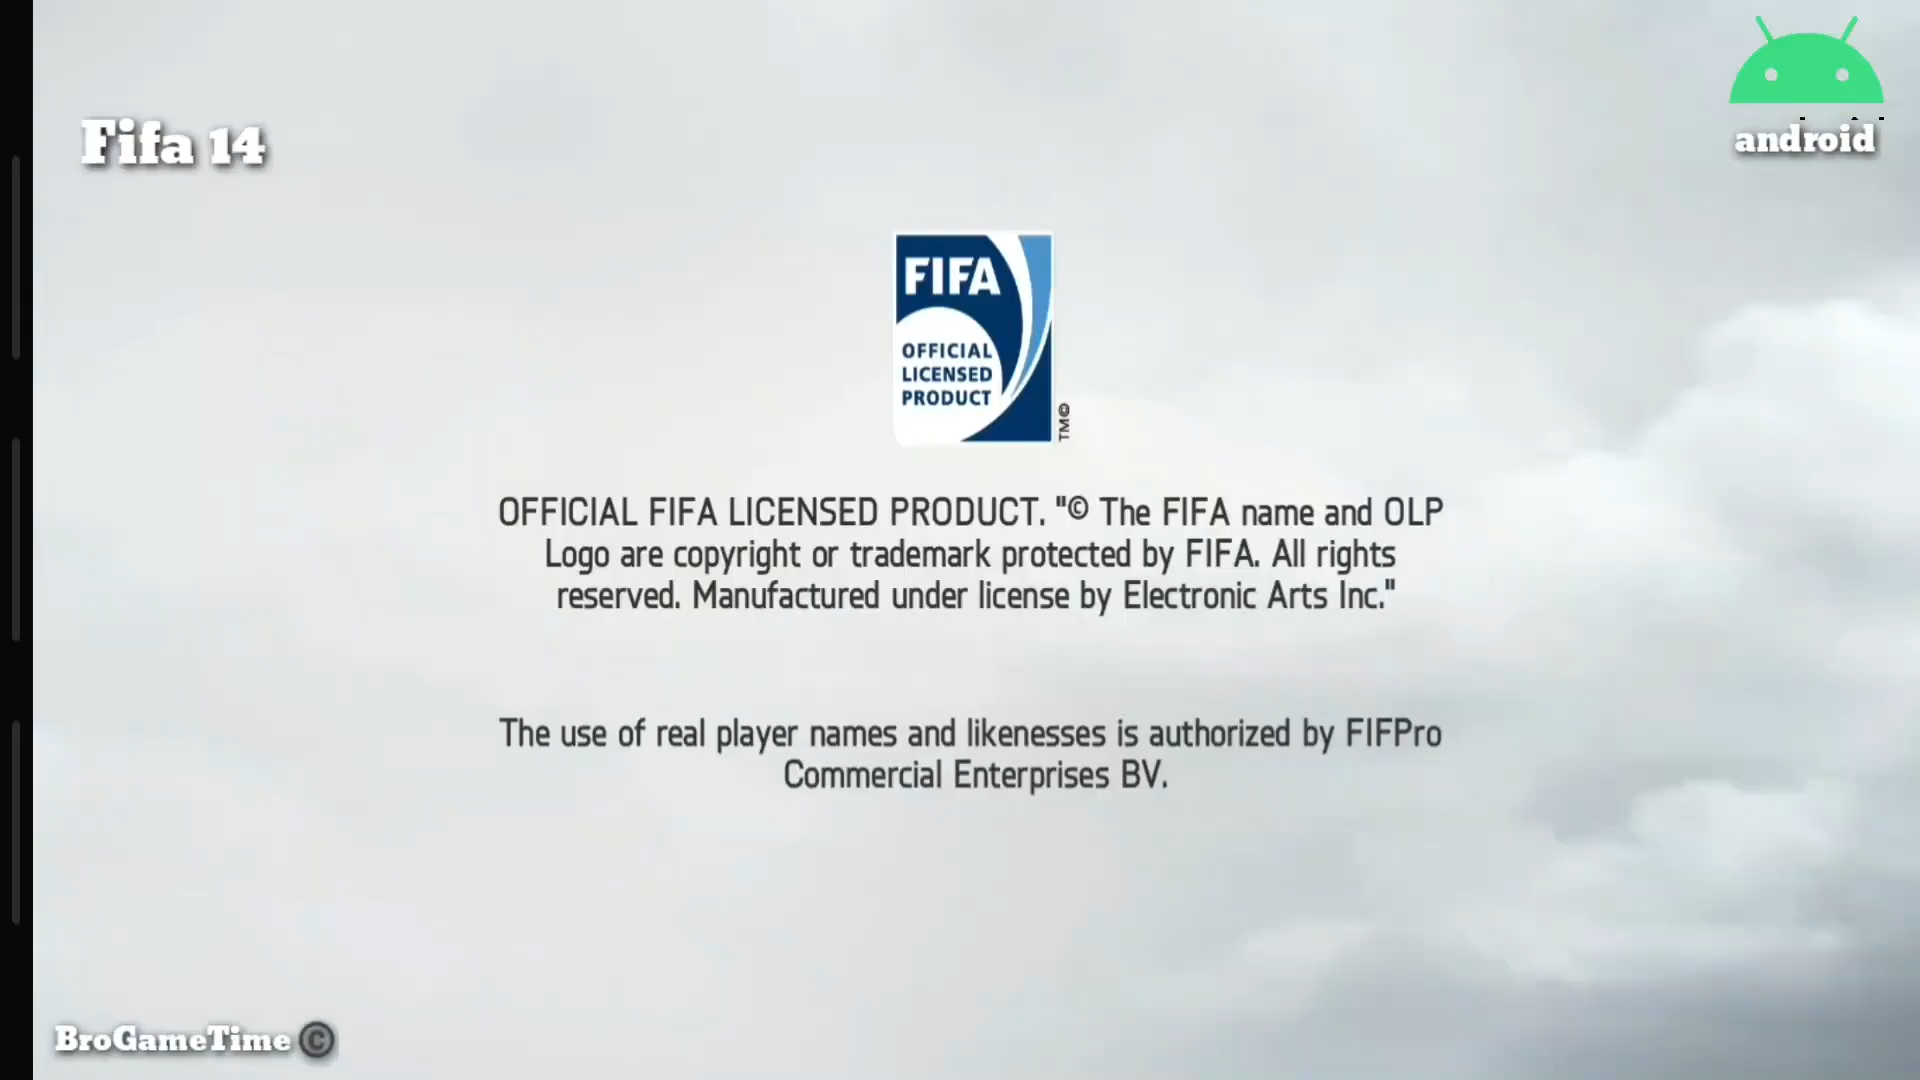 Fifa 14
android
FIFA
OFFICIAL
LICENSED
PRODUCT
TM©
OFFICIAL FIFA LICENSED PRODUCT. "© The FIFA name and OLP
Logo are copyright or trademark protected by FIFA. All rights
reserved. Manufactured under license by Electronic Arts Inc."
The use of real player names and likenesses is authorized by FIFPro
Commercial Enterprises BV.
BroGameTime ©